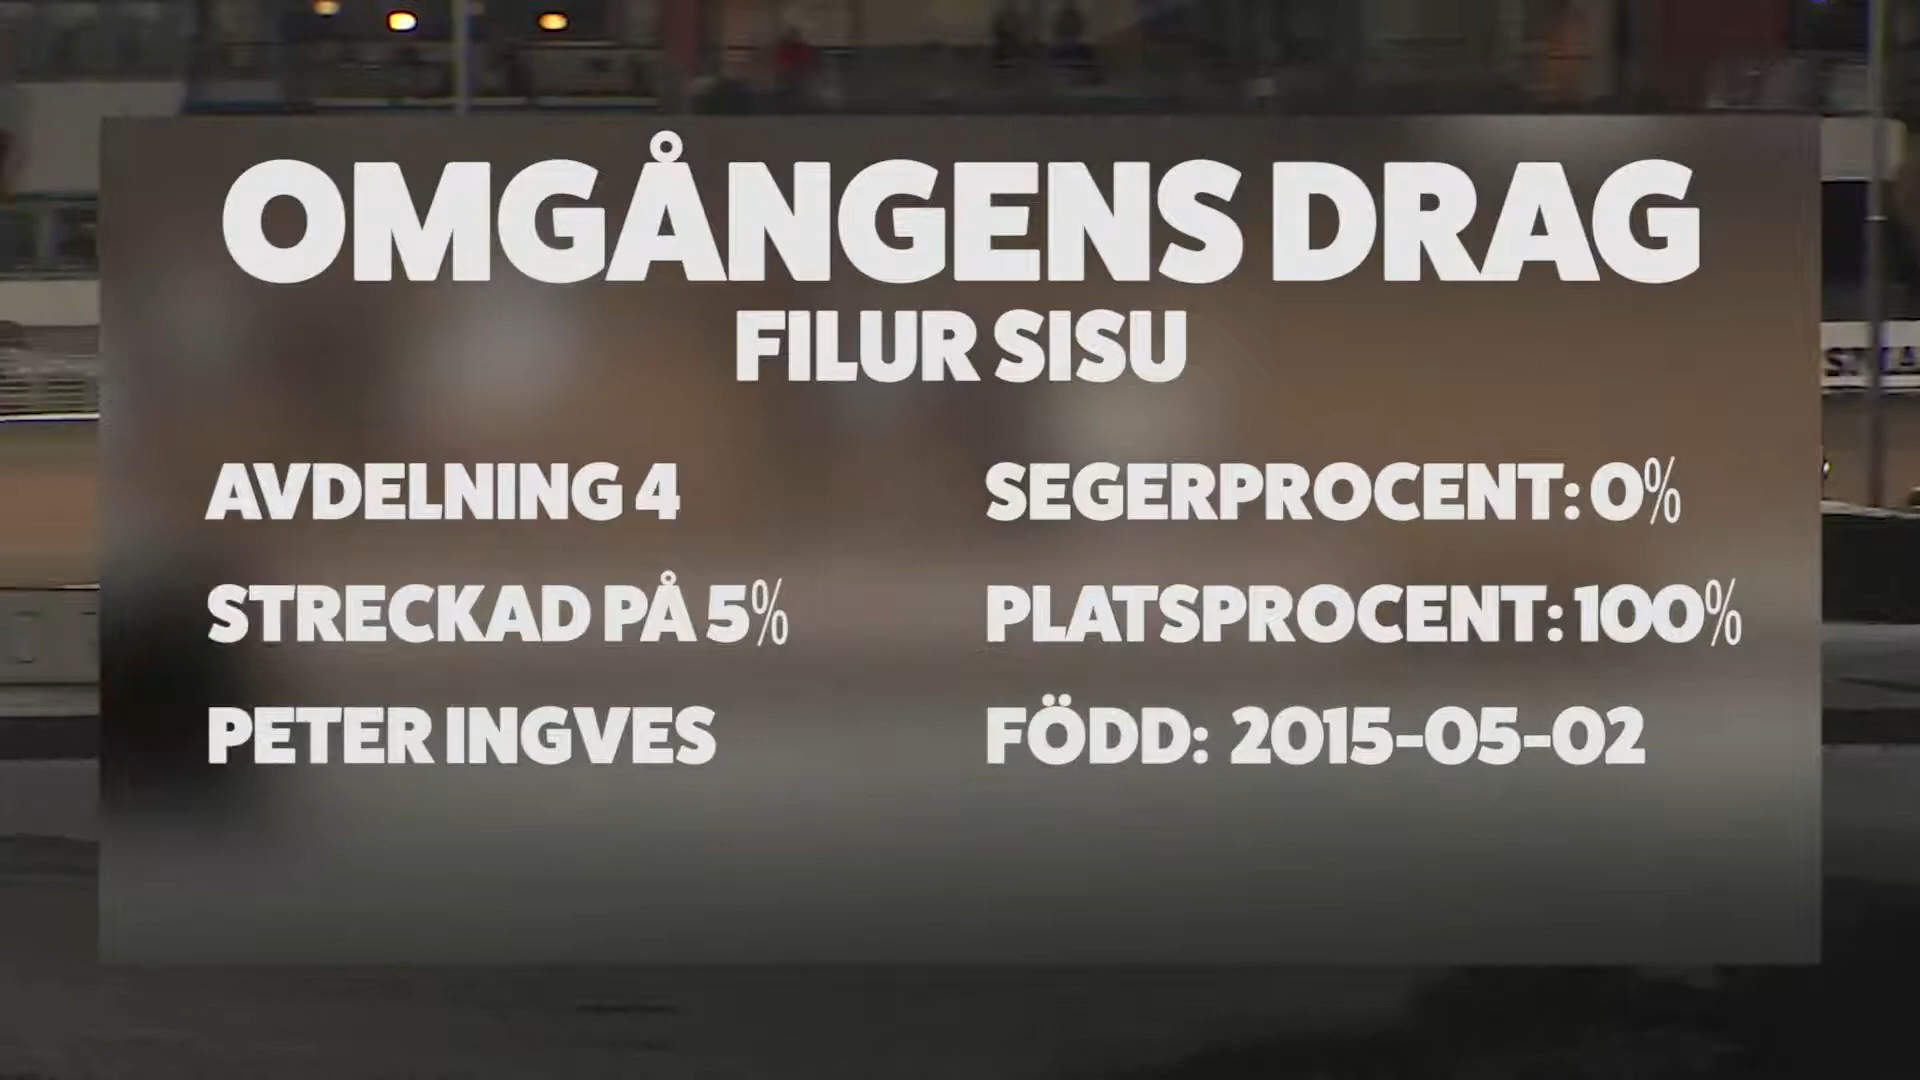 OMGÅNGENS DRAG
FILUR SISU
AVDELNING 4
STRECKAD PÅ 5%
PETER INGVES
SEGERPROCENT: 0%
PLATSPROCENT: 100%
FÖDD: 2015-05-02